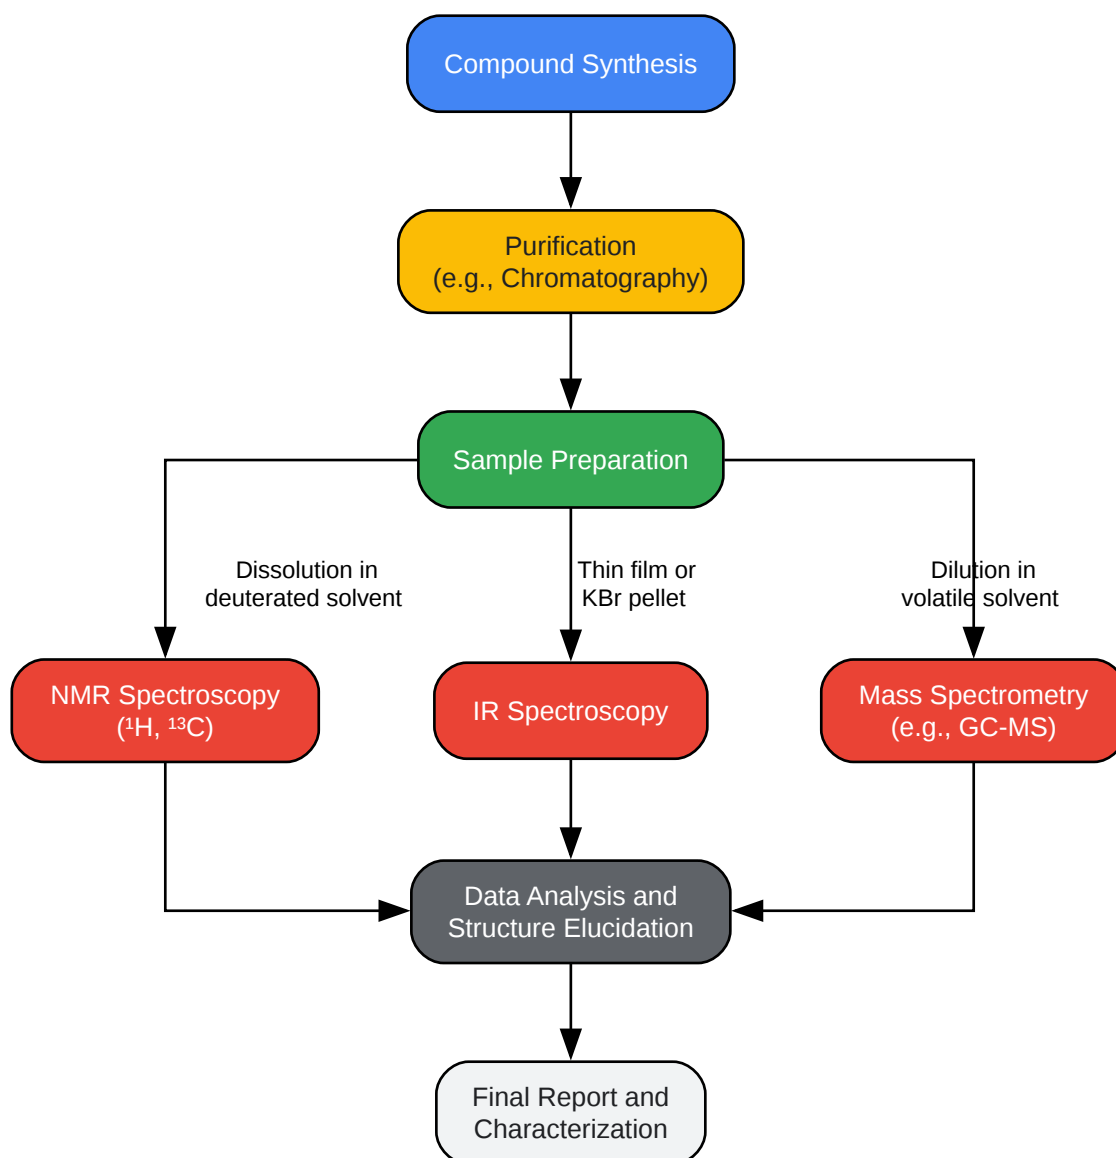 Compound Synthesis
Purification
(e.g., Chromatography)
Sample Preparation
Dissolution in
deuterated solvent
Thin film or
KBr pellet
Dilution in
volatile solvent
NMR Spectroscopy
(¹H, ¹³C)
IR Spectroscopy
Mass Spectrometry
(e.g., GC-MS)
Data Analysis and
Structure Elucidation
Final Report and
Characterization